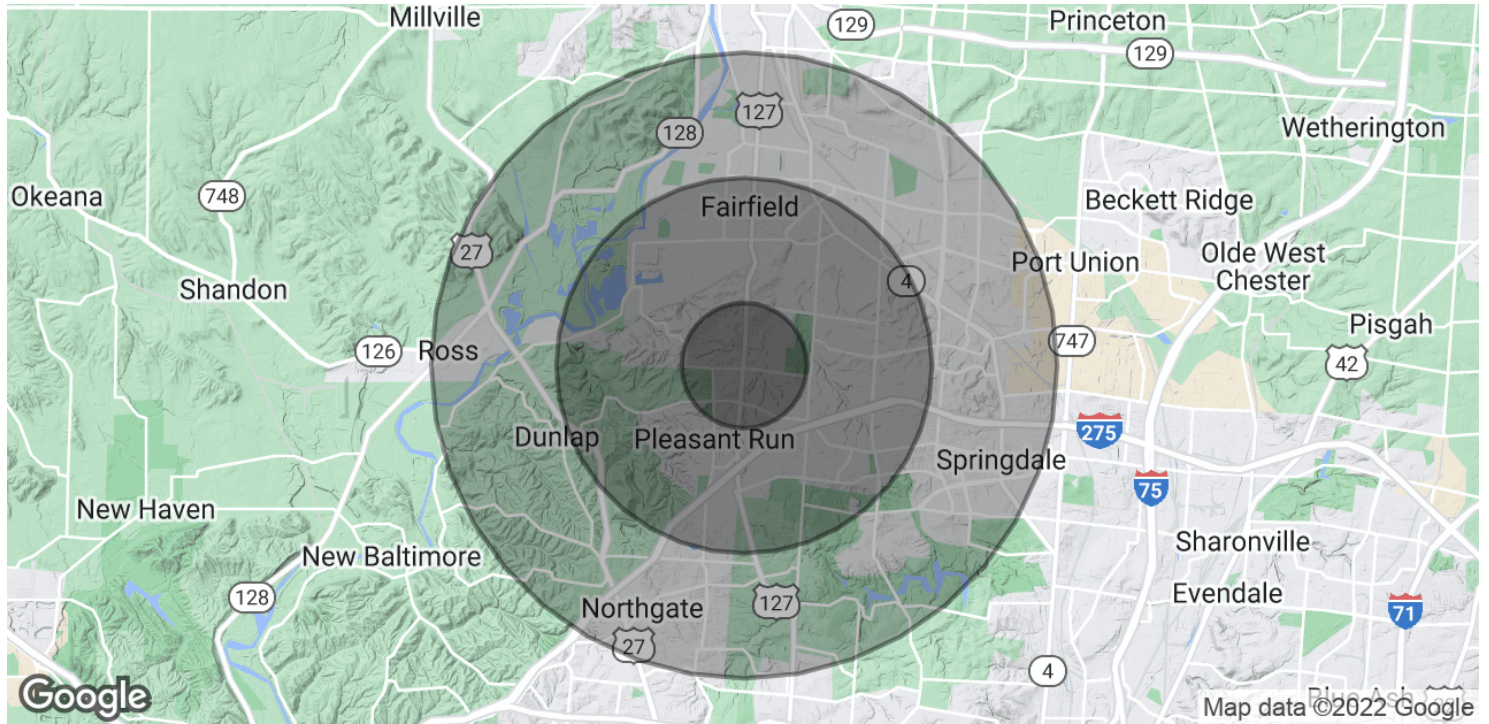 Millville
129
Princeton
129
127
128
Wetherington
Okeana
748
Fairfield
Beckett Ridge
27
Port Union
Olde West
Chester
4
Shandon
Pisgah
126
Ross
747
42
Dunlap
Pleasant Run
275
Springdale
75
New Haven
Sharonville
New Baltimore
128
Northgate
127
Evendale
71
27
4
Blue Ash
Google
Map data ©2022 Google